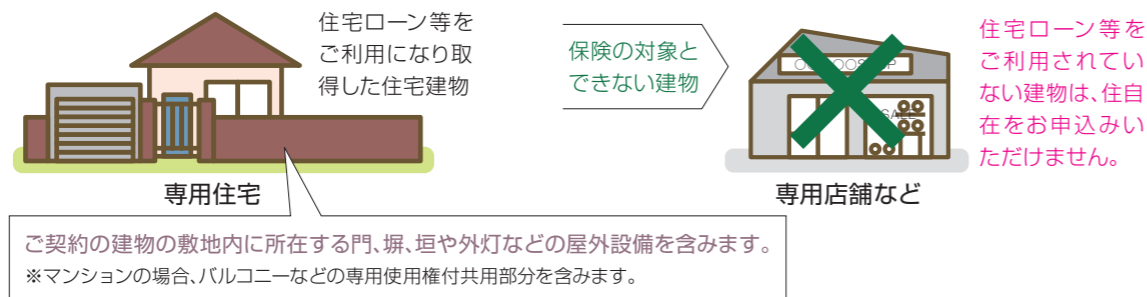 住宅ローン等を
ご利用になり取
得した住宅建物
専用住宅
保険の対象と
できない建物
SALE
専用店舗など
住宅ローン等を
ご利用されてい
ない建物は、住自
在をお申込みい
ただけません。
ご契約の建物の敷地内に所在する門、塀、垣や外灯などの屋外設備を含みます。
※マンションの場合、バルコニーなどの専用使用権付共用部分を含みます。